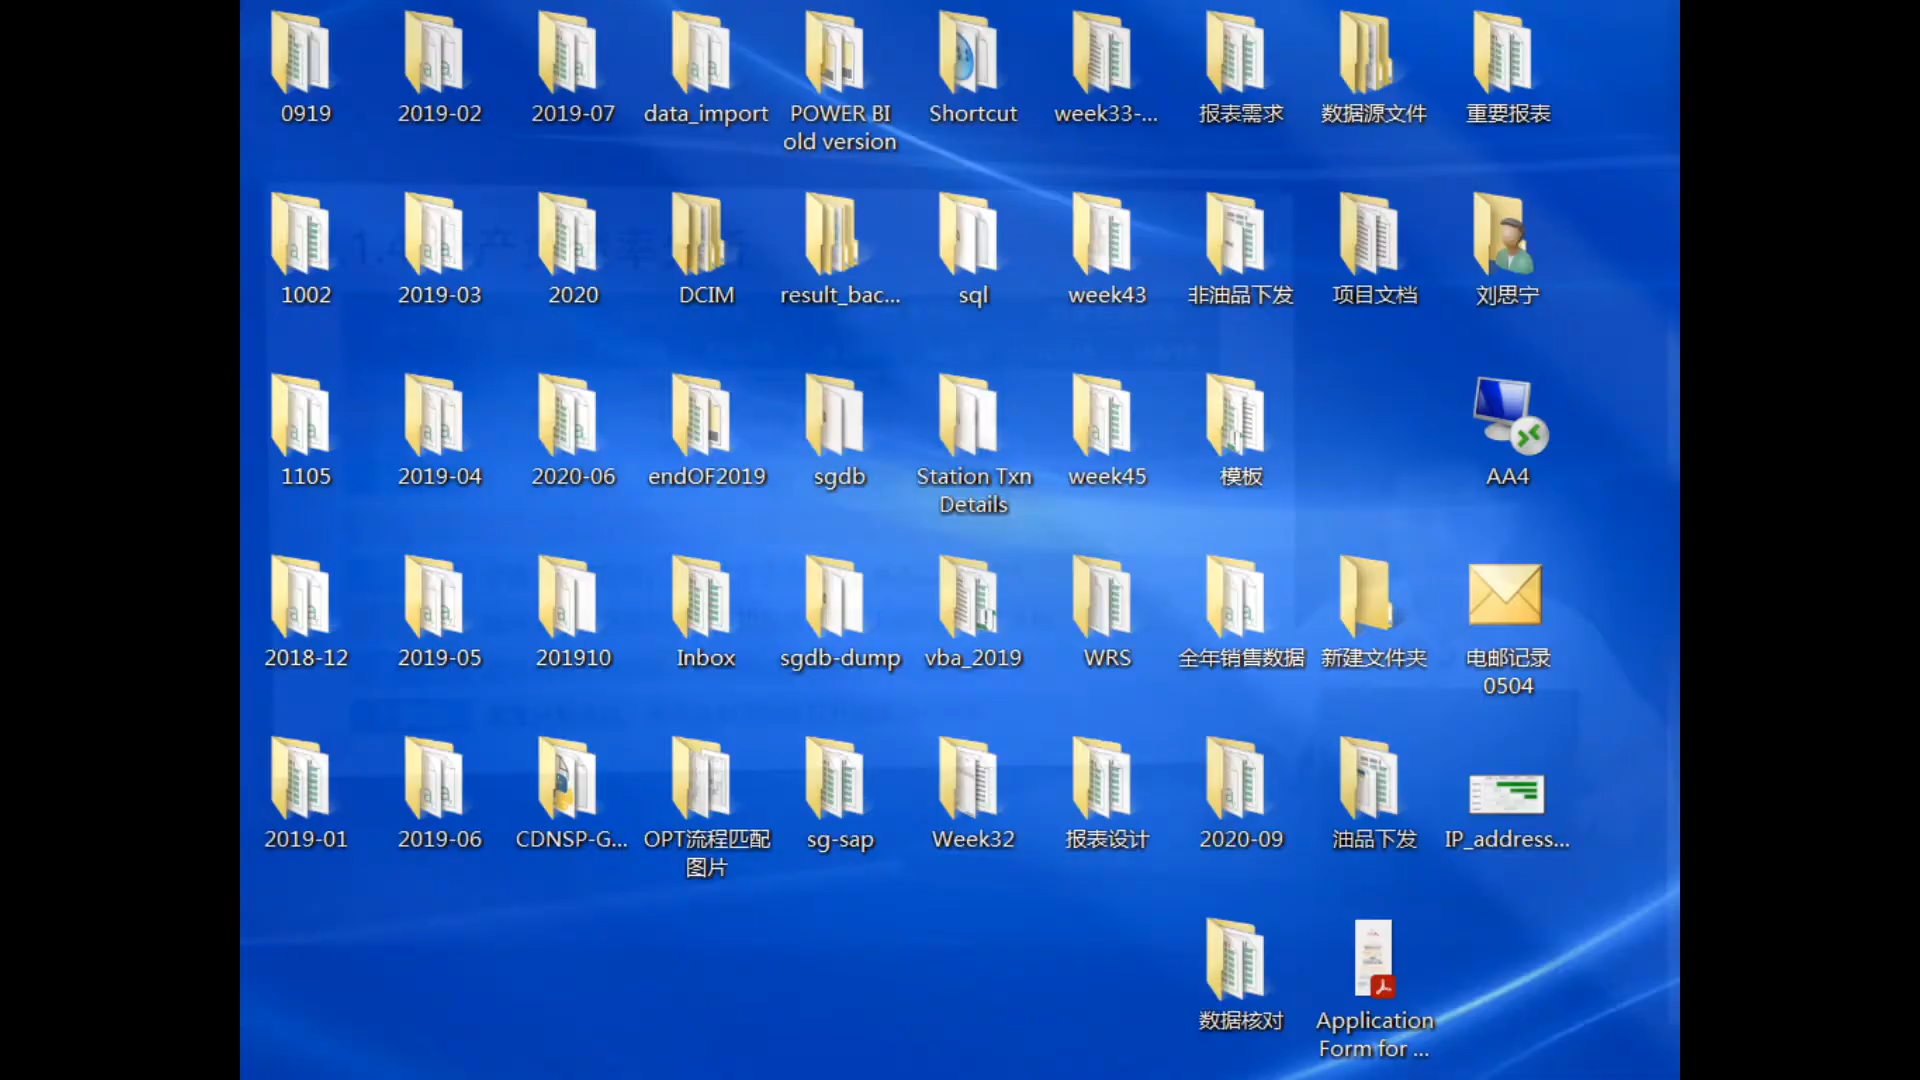 0919
2019-02
2019-07
data_import
POWER BI
old version
Shortcut
week33-...
报表需求
数据源文件
重要报表
1002
2019-03
2020
DCIM
result_bac...
sql
week43
非油品下发
项目文档
刘思宁
1105
2019-04
2020-06
endOF2019
sgdb
Station Txn
Details
week45
模板
AA4
2018-12
2019-05
201910
Inbox
sgdb-dump
vba_2019
WRS
全年销售数据
新建文件夹
电邮记录
0504
2019-01
2019-06
CDNSP-G...
OPT流程匹配
图片
sg-sap
Week32
报表设计
2020-09
油品下发
IP_address...
数据核对
Application
Form for ...